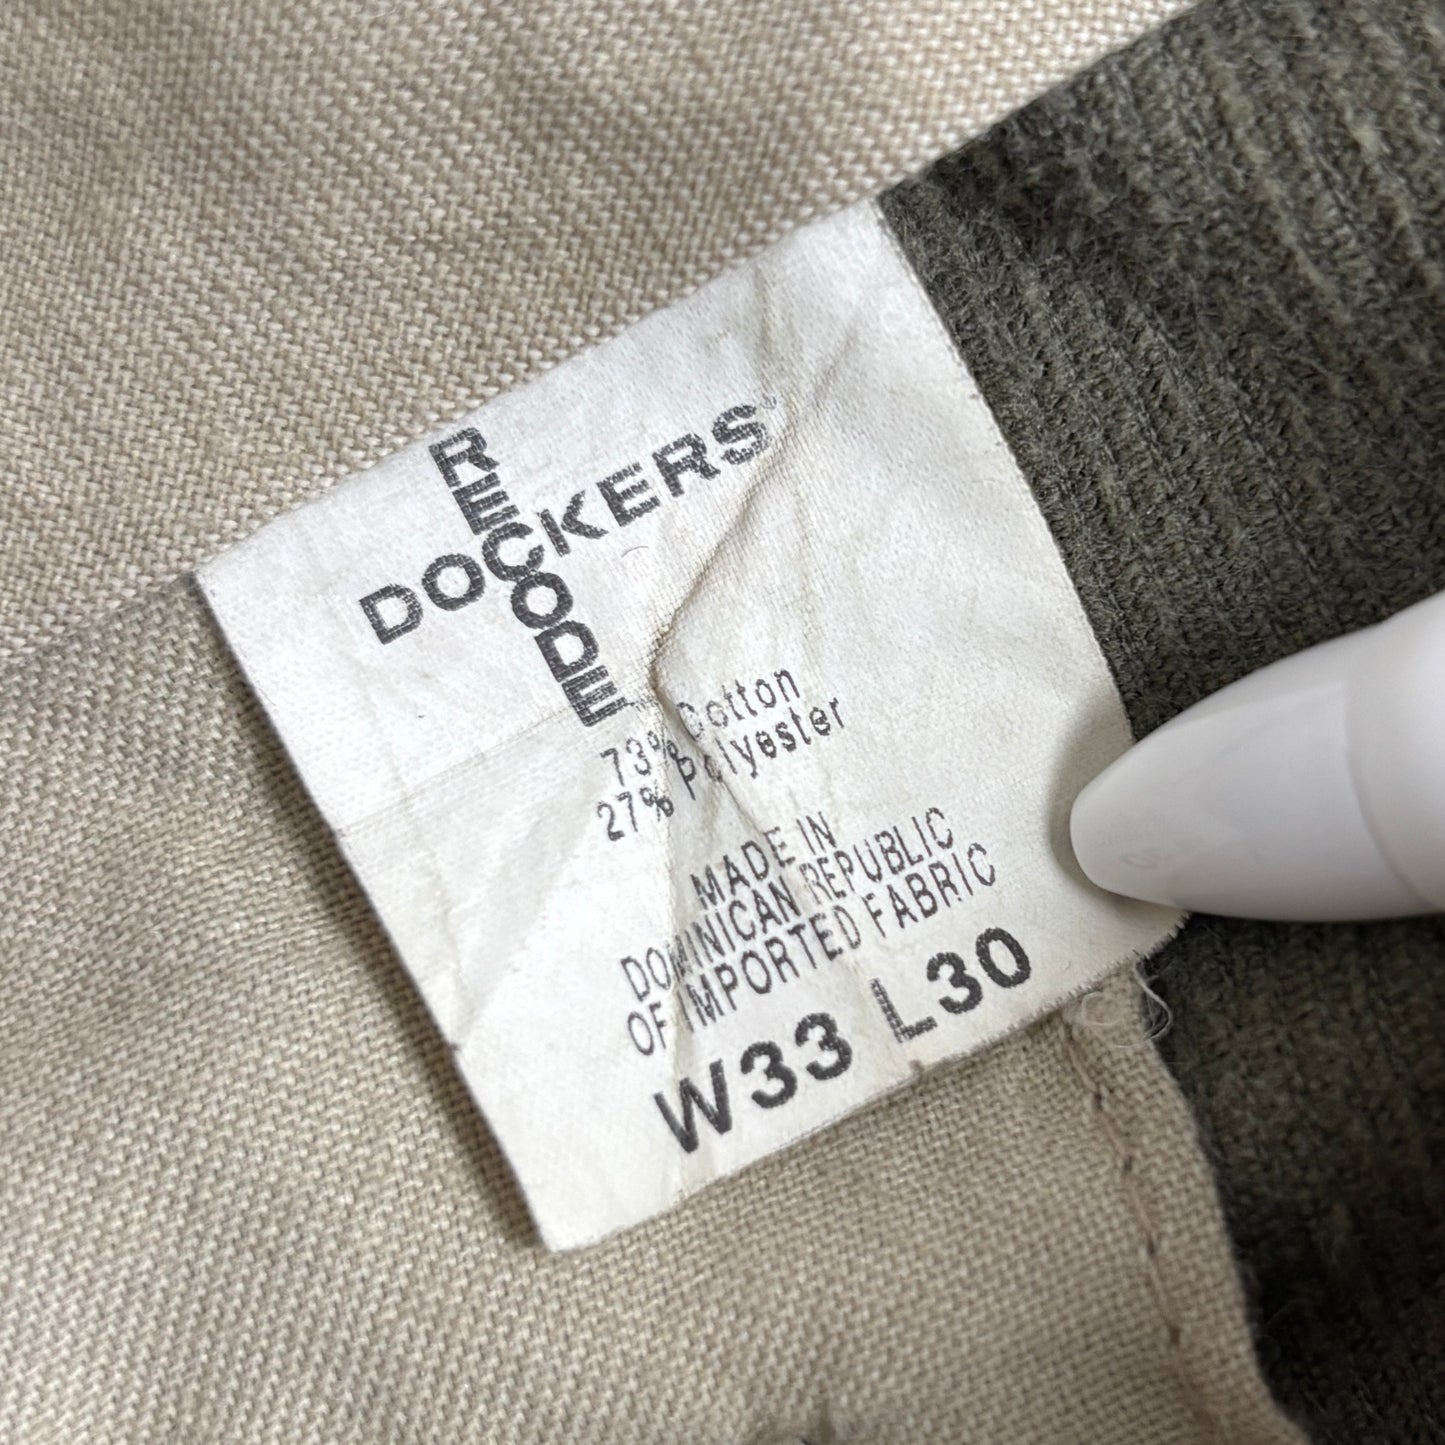 RECODE
DOCKERS
73% Cotton
27% Polyester
MADE IN
DOMINICAN REPUBLIC
OF IMPORTED FABRIC
W33 L30